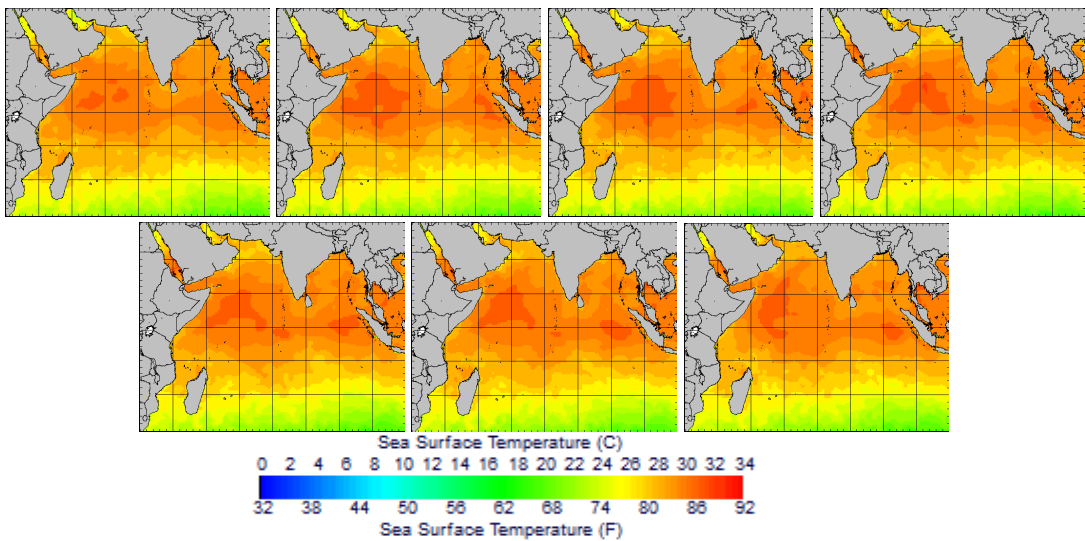 Sea Surface Temperature (C)
0 2 4 6 8 10 12 14 16 18 20 22 24 26 28 30 32 34
32 38 44 50 56 62 68 74 80 86 92
Sea Surface Temperature (F)